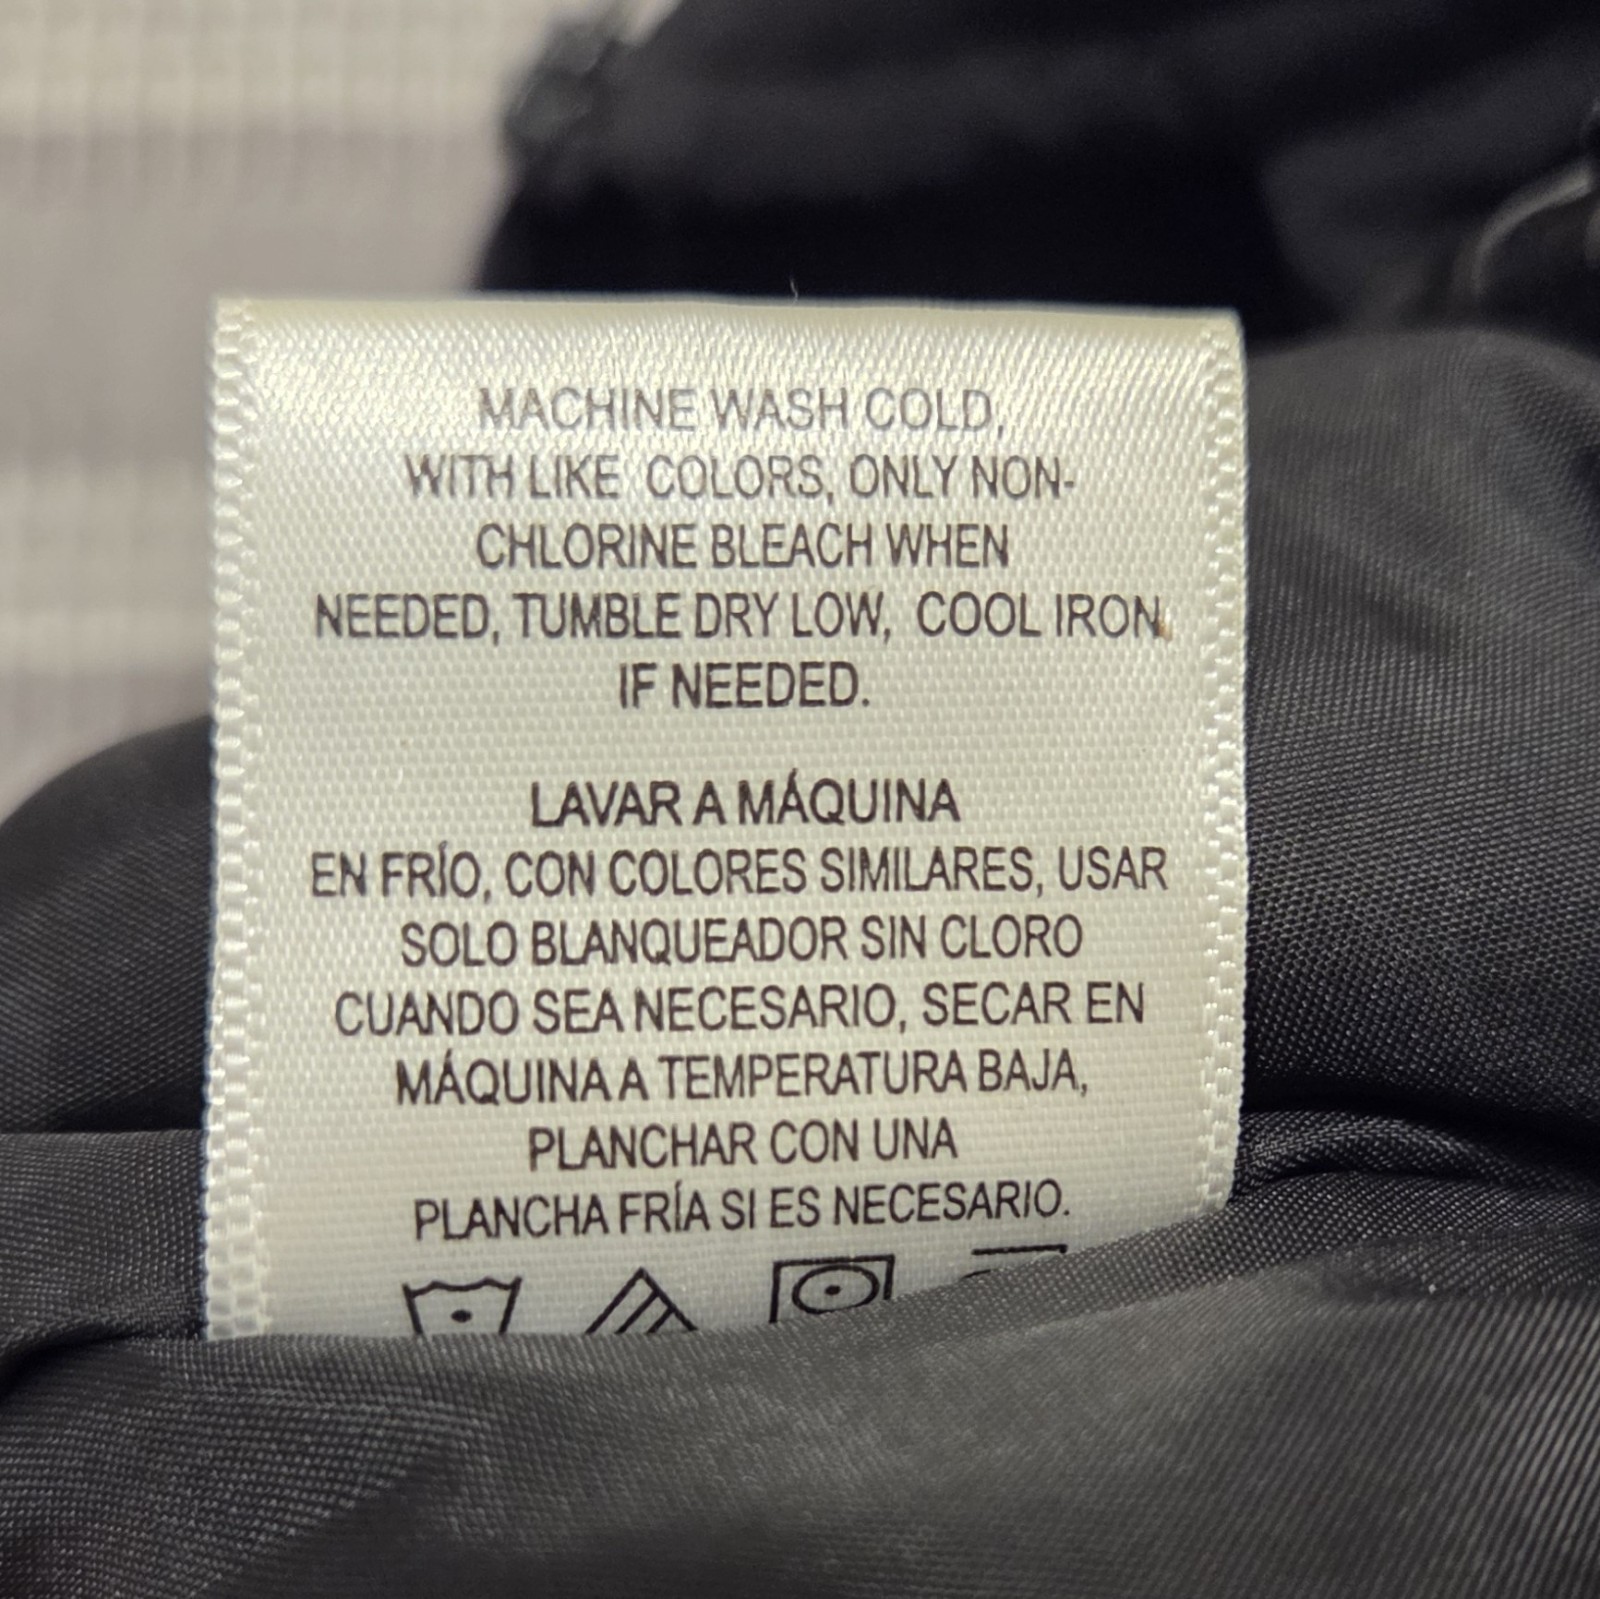 MACHINE WASH COLD,
WITH LIKE COLORS, ONLY NON-
CHLORINE BLEACH WHEN
NEEDED, TUMBLE DRY LOW, COOL IRON,
IF NEEDED.
LAVAR A MÁQUINA
EN FRÍO, CON COLORES SIMILARES, USAR
SOLO BLANQUEADOR SIN CLORO
CUANDO SEA NECESARIO, SECAR EN
MÁQUINA A TEMPERATURA BAJA,
PLANCHAR CON UNA
PLANCHA FRÍA SI ES NECESARIO.